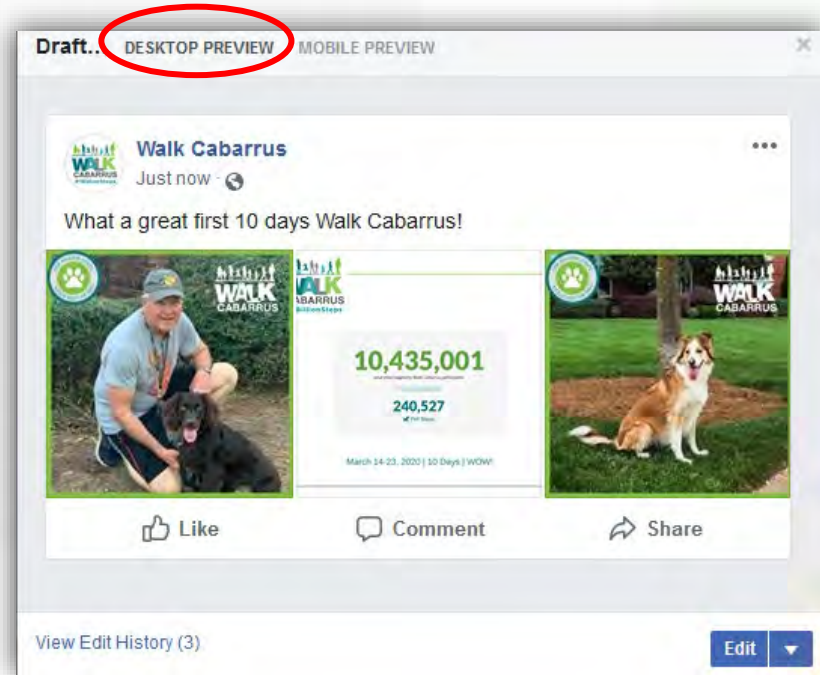 Draft.. DESKTOP PREVIEW MOBILE PREVIEW
WALK
CABARRUS
Walk Cabarrus
Just now
What a great first 10 days Walk Cabarrus!
WALK
CABARRUS
ALK
ABARRUS
10,435,001
240,527
March 14-23, 2020 | 10 Days | WOW!
WALK
CABARRUS
Like Comment Share
View Edit History (3)
Edit